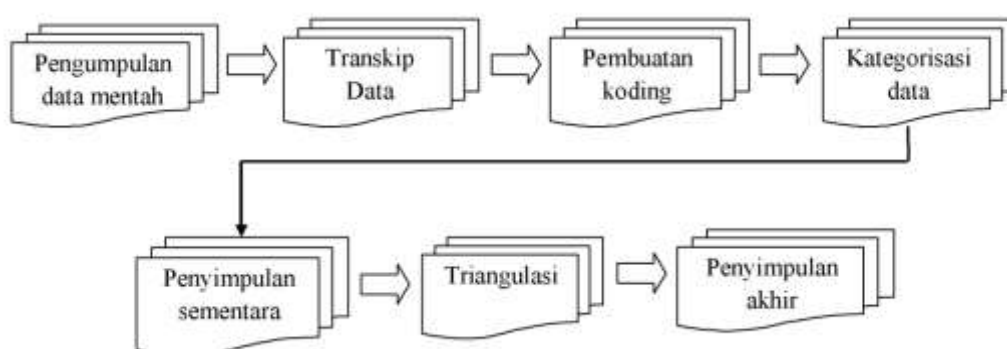 Pengumpulan
data mentah
Transkip
Data
Pembuatan
koding
Kategorisasi
data
Penyimpulan
sementara
Triangulasi
Penyimpulan
akhir